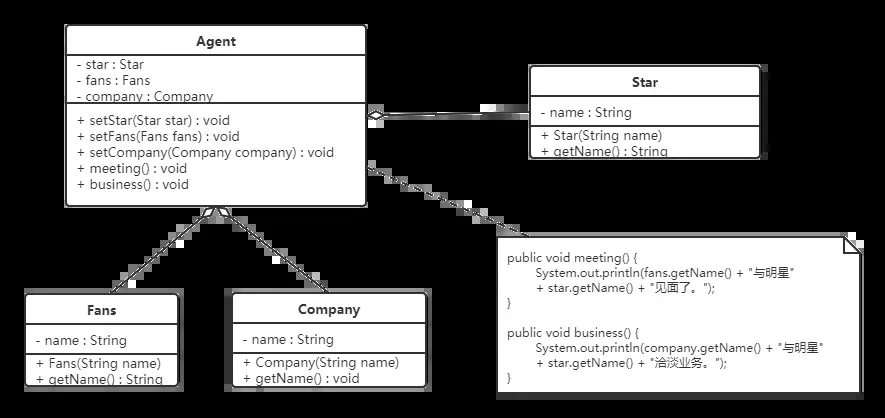 Agent
- star : Star
- fans : Fans
- company : Company
+ setStar(Star star) : void
+ setFans(Fans fans) : void
+ setCompany(Company company) : void
+ meeting() : void
+ business() : void
Star
- name : String
+ Star(String name)
+ getName() : String
Fans
- name : String
+ Fans(String name)
+ getName() : String
Company
- name : String
+ Company(String name)
+ getName() : void
public void meeting() {
System.out.println(fans.getName() + "与明星"
+ star.getName() + "见面了。");
}
public void business() {
System.out.println(company.getName() + "与明星"
+ star.getName() + "洽淡业务。");
}